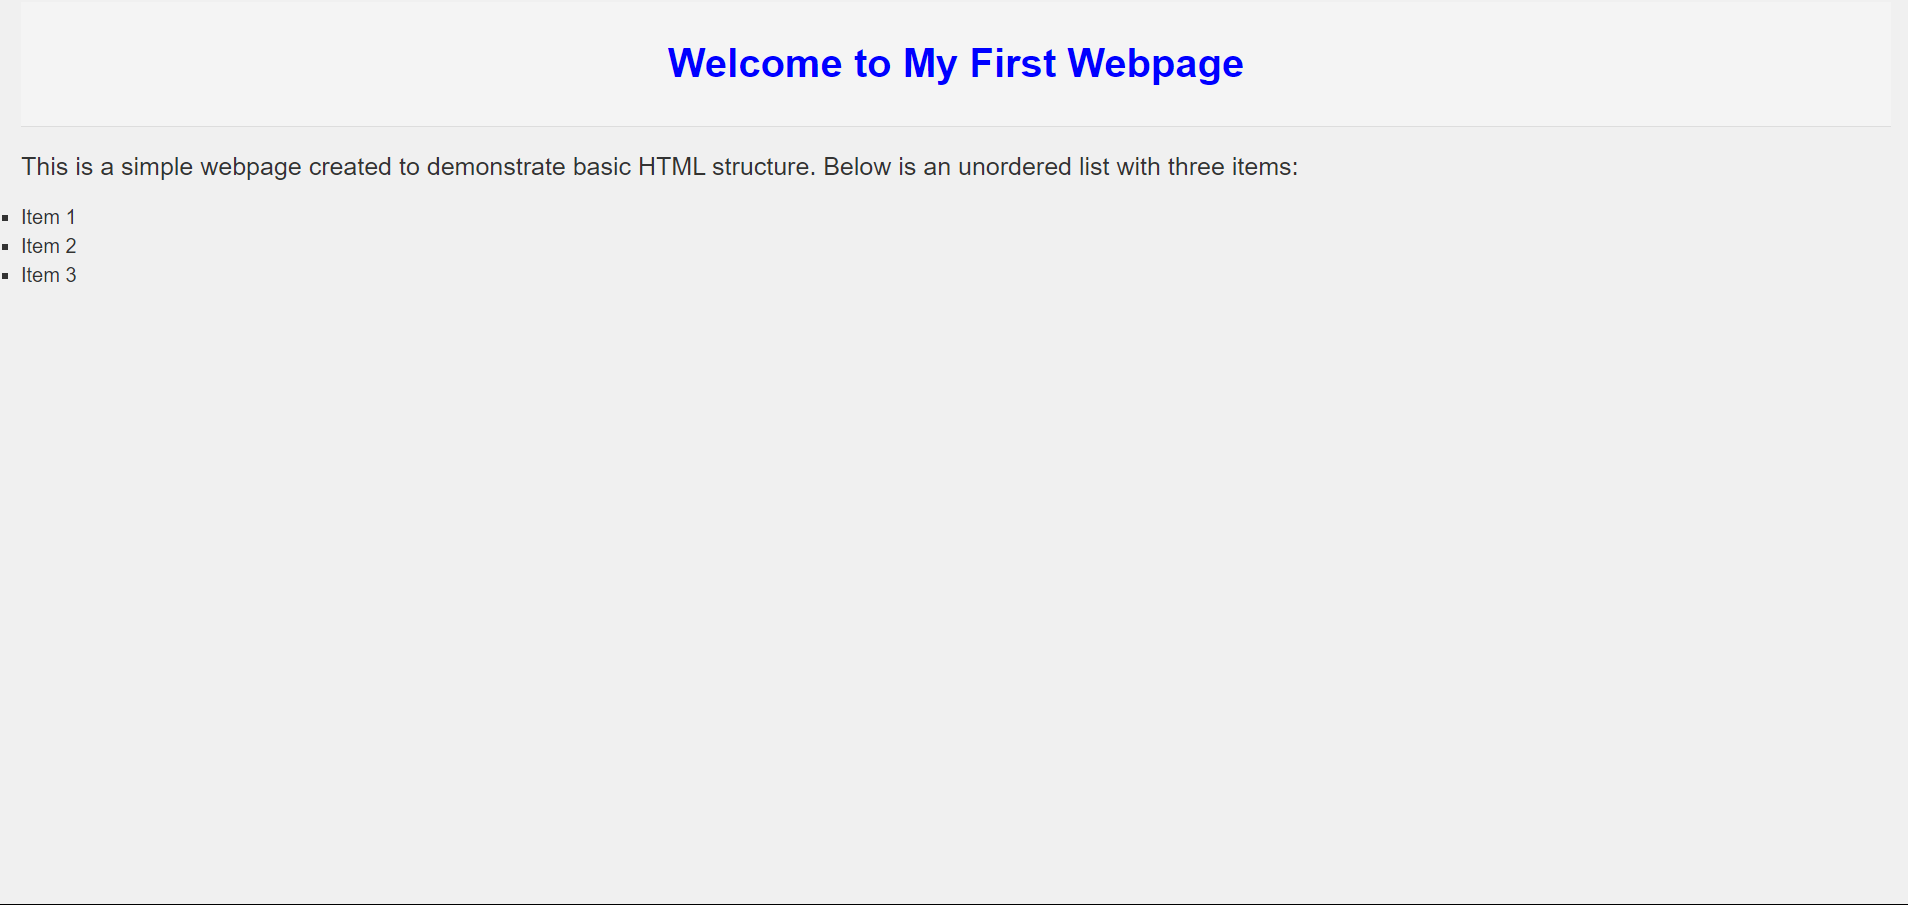 Welcome to My First Webpage
This is a simple webpage created to demonstrate basic HTML structure. Below is an unordered list with three items:
Item 1
Item 2
Item 3